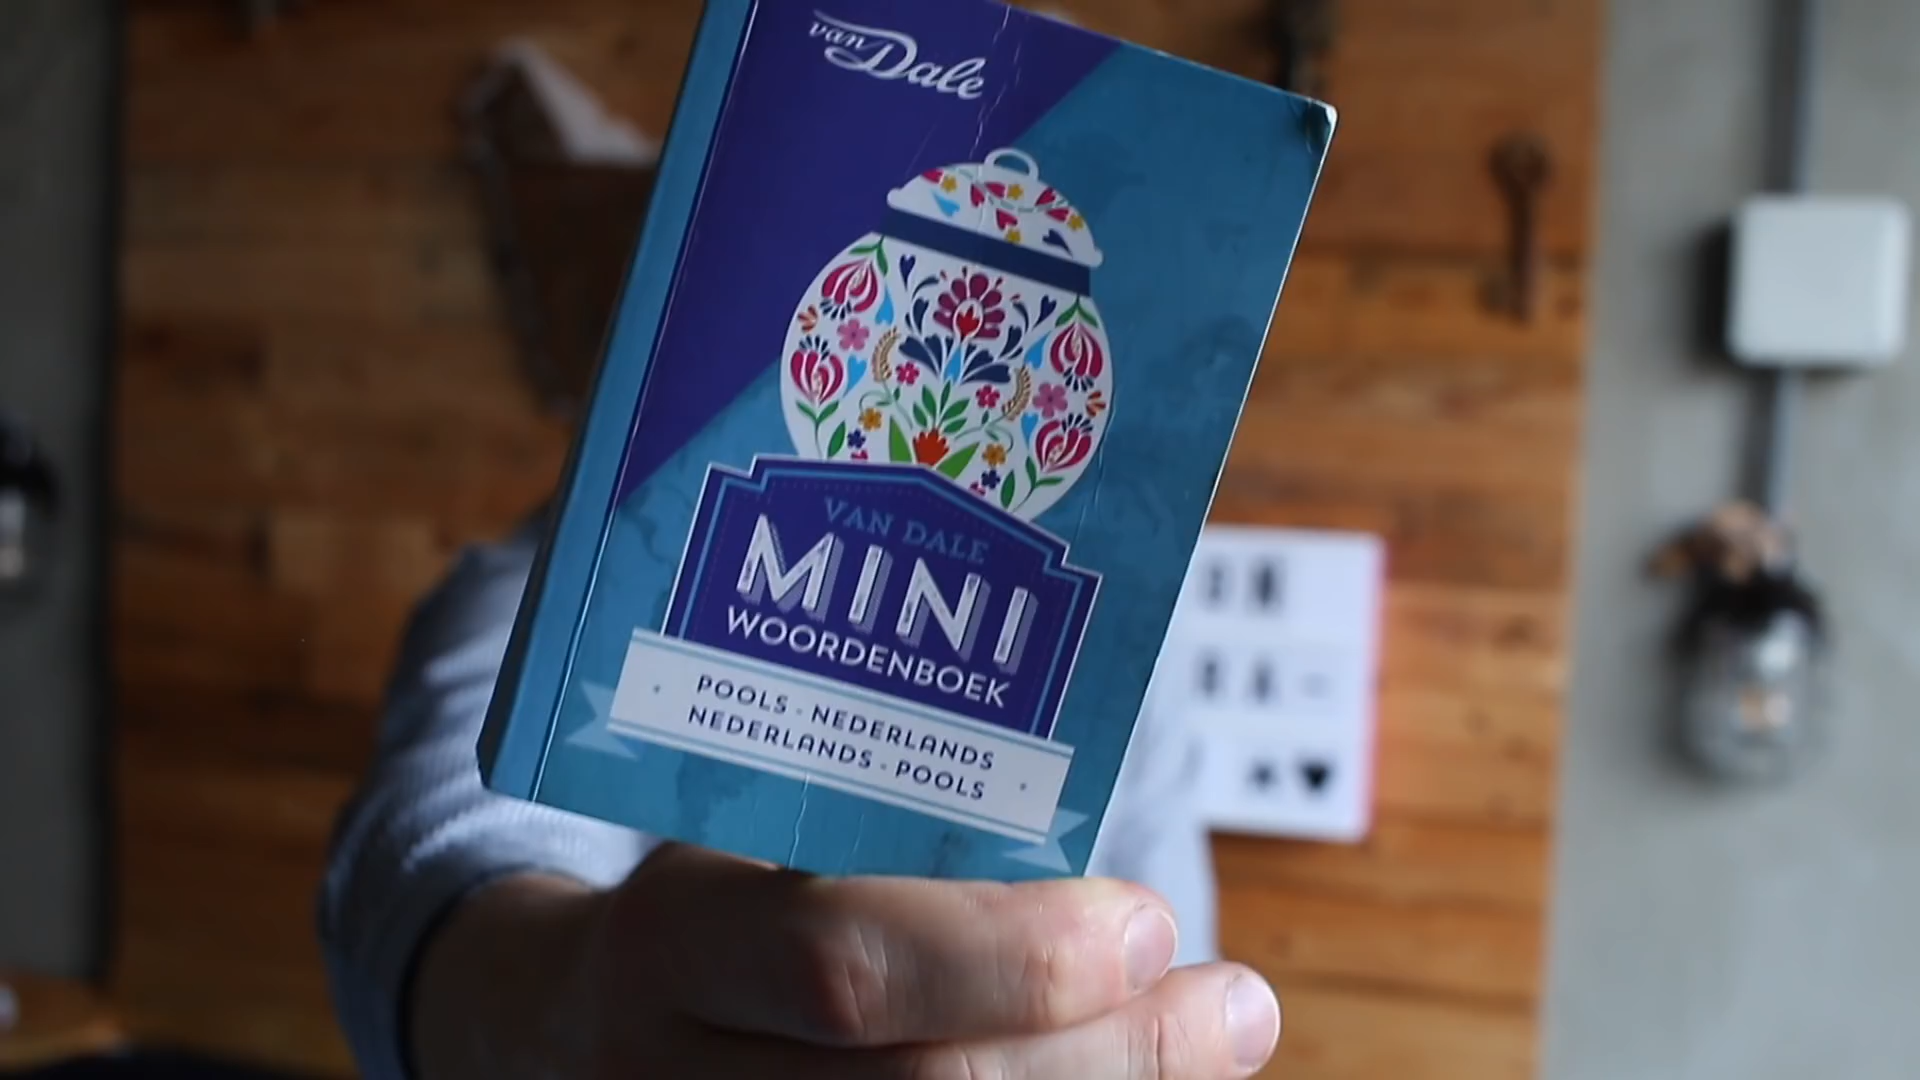 van Dale
VAN DALE
MINI
WOORDENBOEK
POOLS - NEDERLANDS
NEDERLANDS - POOLS